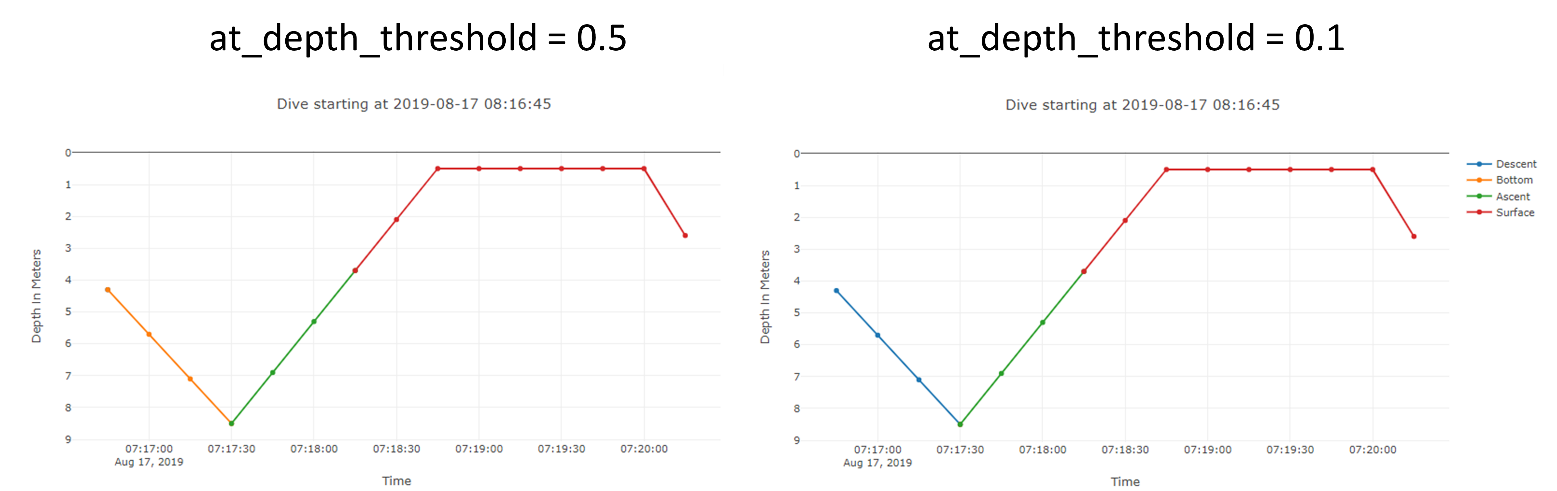 at_depth_threshold = 0.5
Dive starting at 2019-08-17 08:16:45
0
1
2
3
4
5
6
7
8
9
Depth In Meters
07:17:00 07:17:30 07:18:00 07:18:30 07:19:00 07:19:30 07:20:00
Aug 17, 2019
Time
at_depth_threshold = 0.1
Dive starting at 2019-08-17 08:16:45
0
1
2
3
4
5
6
7
8
9
Depth In Meters
07:17:00 07:17:30 07:18:00 07:18:30 07:19:00 07:19:30 07:20:00
Aug 17, 2019
Time
Descent
Bottom
Ascent
Surface